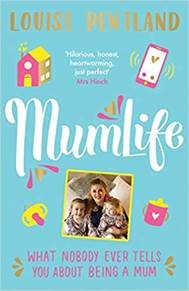 LOUISE PENTLAND
'Hilarious, honest,
heartwarming,
just perfect'
Mrs Hinch
MUMLIFE
WHAT NOBODY EVER TELLS
YOU ABOUT BEING A MUM